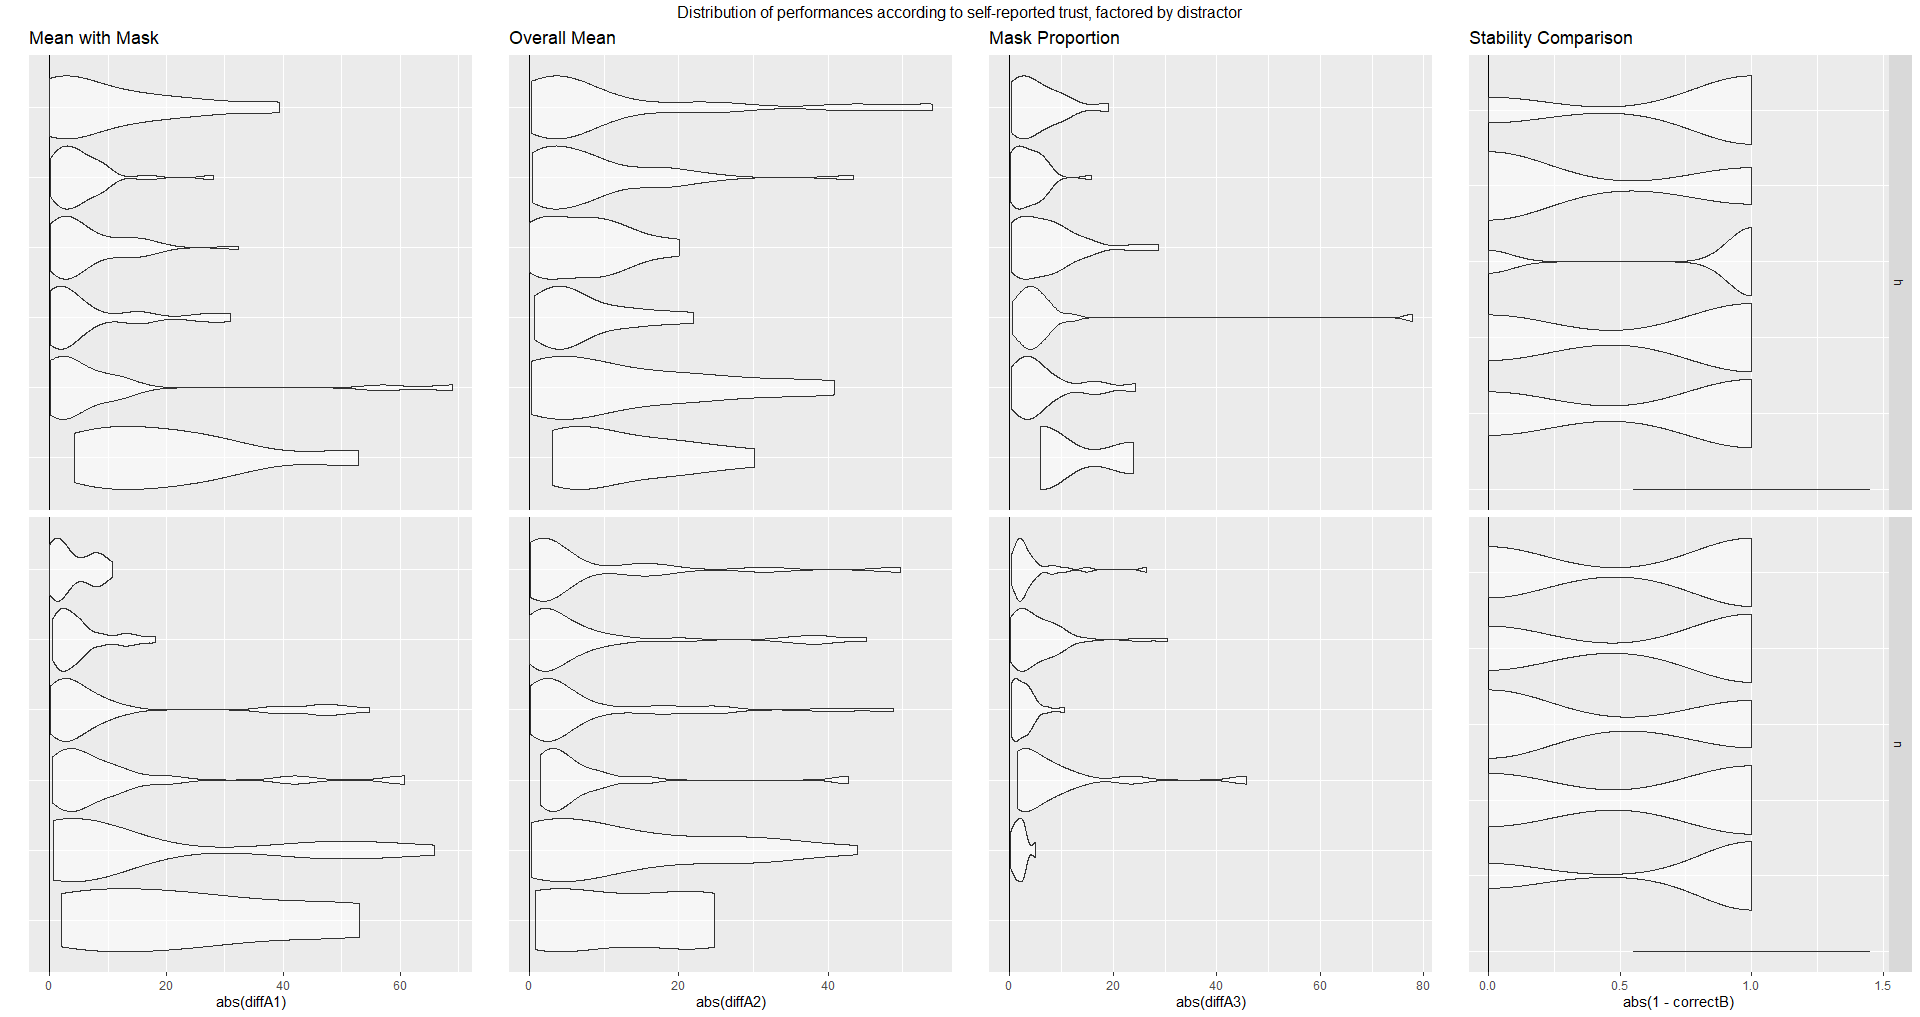 Distribution of performances according to self-reported trust, factored by distractor
Mean with Mask
Overall Mean
Mask Proportion
Stability Comparison
h
n
0 20 40 60
0 20 40
0 20 40 60 80
0.0 0.5 1.0 1.5
abs(diffA1)
abs(diffA2)
abs(diffA3)
abs(1 - correctB)